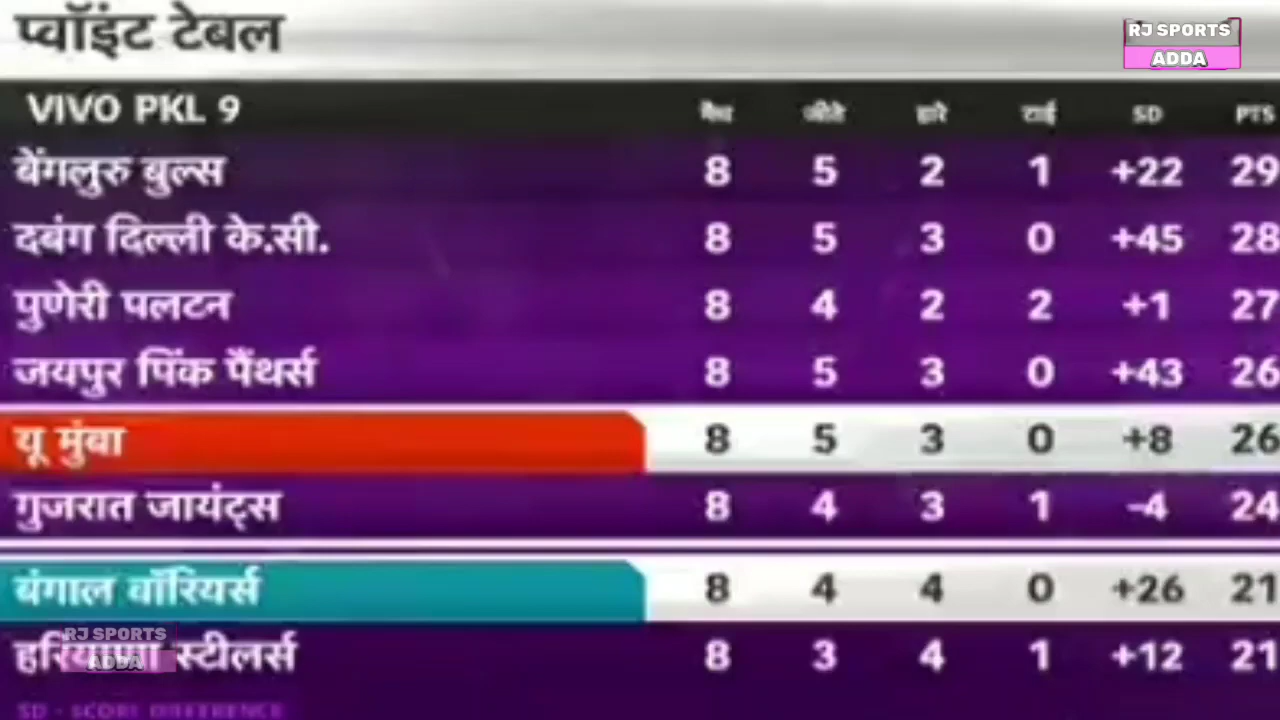 प्वॉइंट टेबल
RJ SPORTS
ADDA
VIVO PKL 9 मैच जीते हारे टाई SD PTS
बेंगलुरु बुल्स 8 5 2 1 +22 29
दबंग दिल्ली के.सी. 8 5 3 0 +45 28
पुणेरी पलटन 8 4 2 2 +1 27
जयपुर पिंक पैंथर्स 8 5 3 0 +43 26
यू मुंबा 8 5 3 0 +8 26
गुजरात जायंट्स 8 4 3 1 -4 24
बंगाल वॉरियर्स 8 4 4 0 +26 21
RJ SPORTS
हरियाणा स्टीलर्स 8 3 4 1 +12 21
ADDA
SD - SCORE DIFFERENCE